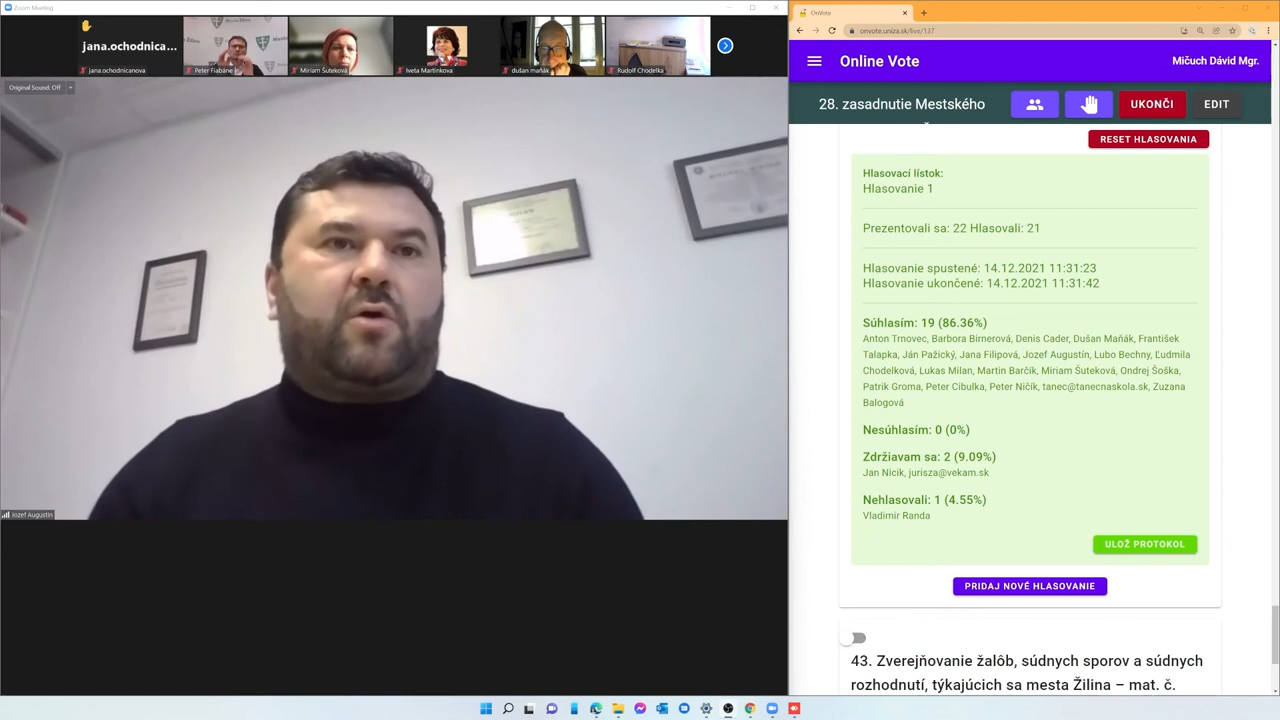 Zoom Meeting
jana.ochodnica...
jana.ochodnicanova
Peter Fiabáne
Miriam Šuteková
Iveta Martinkova
dušan maňák
Rudolf Chodelka
Original Sound: Off
Jozef Augustín
OnVote
onvote.uniza.sk/live/137
Online Vote
Mičuch Dávid Mgr.
28. zasadnutie Mestského
UKONČI
EDIT
RESET HLASOVANIA
Hlasovací lístok:
Hlasovanie 1
Prezentovali sa: 22 Hlasovali: 21
Hlasovanie spustené: 14.12.2021 11:31:23
Hlasovanie ukončené: 14.12.2021 11:31:42
Súhlasím: 19 (86.36%)
Anton Trnovec, Barbora Birnerová, Denis Cader, Dušan Maňák, František
Talapka, Ján Pažický, Jana Filipová, Jozef Augustín, Lubo Bechny, Ľudmila
Chodelková, Lukas Milan, Martin Barčík, Miriam Šuteková, Ondrej Šoška,
Patrik Groma, Peter Cibulka, Peter Ničík, tanec@tanecnaskola.sk, Zuzana
Balogová
Nesúhlasím: 0 (0%)
Zdržiavam sa: 2 (9.09%)
Jan Nicik, jurisza@vekam.sk
Nehlasovali: 1 (4.55%)
Vladimir Randa
ULOŽ PROTOKOL
PRIDAJ NOVÉ HLASOVANIE
43. Zverejňovanie žalôb, súdnych sporov a súdnych
rozhodnutí, týkajúcich sa mesta Žilina – mat. č.